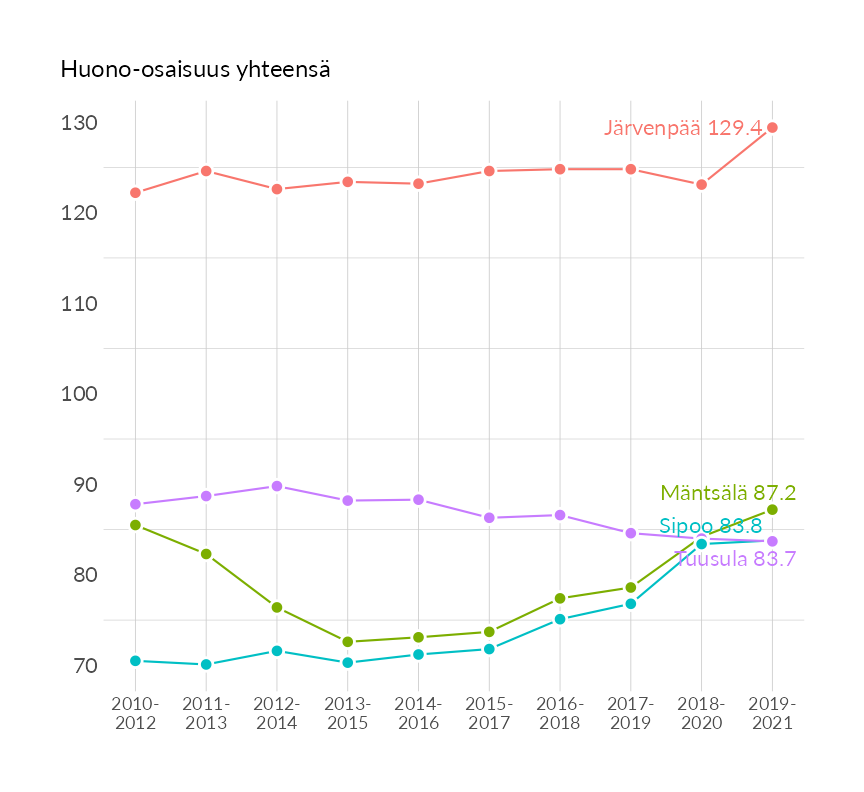 Huono-osaisuus yhteensä
130
Järvenpää 129.4
120
110
100
90
Mäntsälä 87.2
Sipoo 83.8
Tuusula 83.7
80
70
2010- 2011- 2012- 2013- 2014- 2015- 2016- 2017- 2018- 2019-
2012 2013 2014 2015 2016 2017 2018 2019 2020 2021